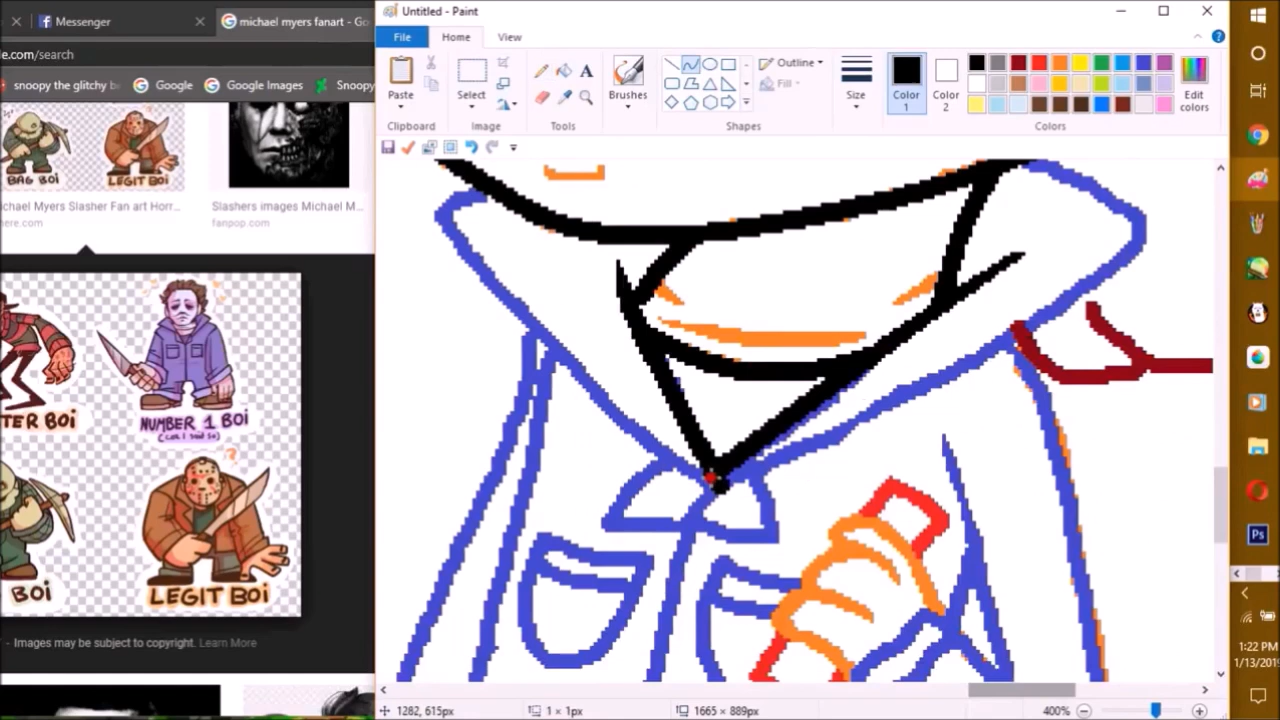 Messenger
michael myers fanart - Go
Untitled - Paint
le.com/search
File
Home
View
snoopy the glithy b
Google
Google Images
Snoopy
Paste
Select
Brushes
Outline
Fill
Size
Color 1
Color 2
Edit colors
Clipboard
Image
Tools
Shapes
Colors
BAG BOI
LEGIT BOI
ichael Myers Slasher Fan art Horr...
Slashers images Michael M...
here.com
fanpop.com
TER BOi
NUMBER 1 BOi
BOi
LEGIT BOi
- Images may be subject to copyright. Learn More
1282, 615px
1 × 1px
1665 × 889px
400%
Ps
1:22 PM
1/13/2019